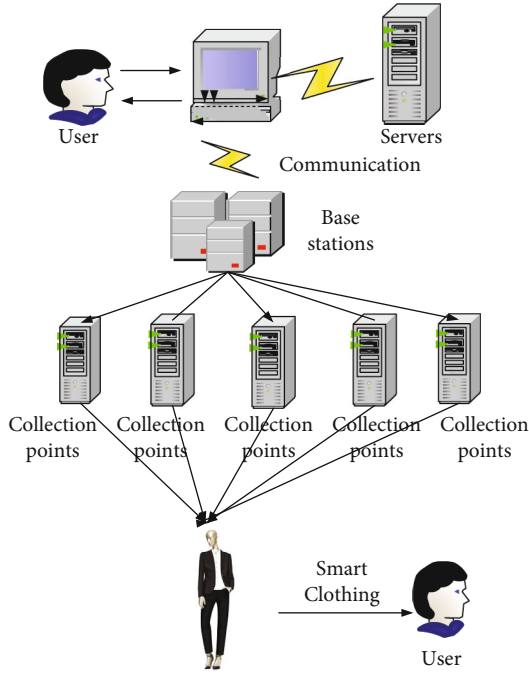 User
Servers
Communication
Base
stations
Collection
points
Collection
points
Collection
points
Collection
points
Collection
points
Smart
Clothing
User